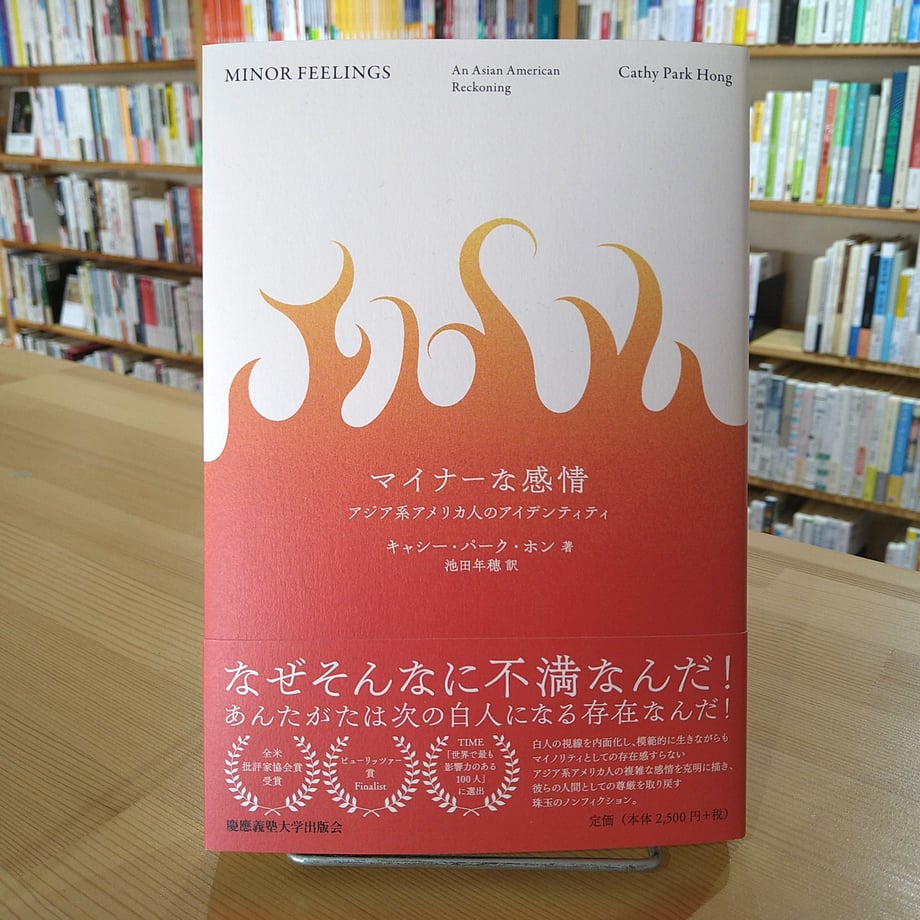 MINOR FEELINGS
An Asian American
Reckoning
Cathy Park Hong
マイナーな感情
アジア系アメリカ人のアイデンティティ
キャシー・パーク・ホン 著
池田年穂 訳
なぜそんなに不満なんだ！
あんたがたは次の白人になる存在なんだ！
全米
批評家協会賞
受賞
ピューリッツァー
賞
Finalist
TIME
「世界で最も
影響力のある
100人」
に選出
白人の視線を内面化し、模範的に生きながらも
マイノリティとしての存在感すらない
アジア系アメリカ人の複雑な感情を克明に描き、
彼らの人間としての尊厳を取り戻す
珠玉のノンフィクション。
慶應義塾大学出版会
定価（本体2,500円+税）